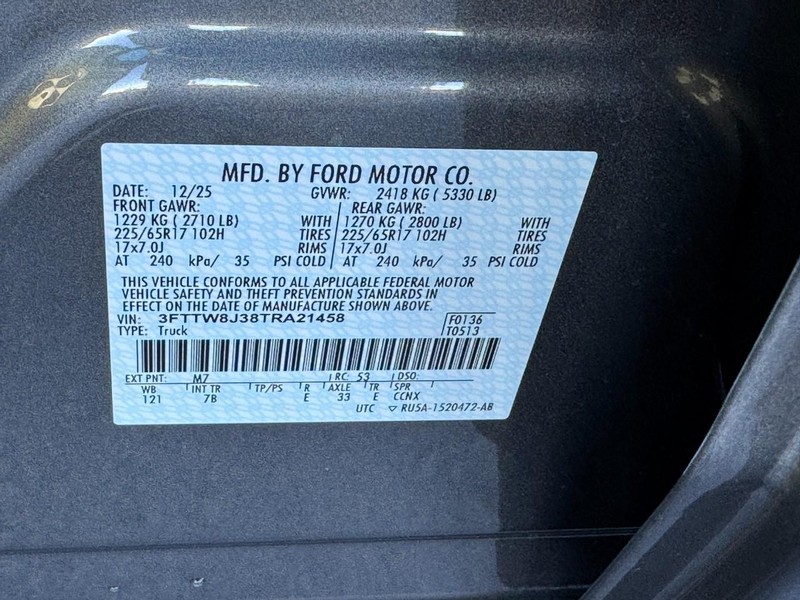 MFD. BY FORD MOTOR CO.
DATE: 12/25 GVWR: 2418 KG ( 5330 LB)
FRONT GAWR: REAR GAWR:
1229 KG ( 2710 LB) WITH 1270 KG ( 2800 LB) WITH
225/65R17 102H TIRES 225/65R17 102H TIRES
17x7.0J RIMS 17x7.0J RIMS
AT 240 kPa/ 35 PSI COLD AT 240 kPa/ 35 PSI COLD
THIS VEHICLE CONFORMS TO ALL APPLICABLE FEDERAL MOTOR
VEHICLE SAFETY AND THEFT PREVENTION STANDARDS IN
EFFECT ON THE DATE OF MANUFACTURE SHOWN ABOVE.
VIN: 3FTTW8J38TRA21458 F0136
TYPE: Truck T0513
EXT PNT: M7 RC: 53 DSO:
WB INT TR TP/PS R AXLE TR SPR
121 7B E 33 E CCNX
UTC ▽ RU5A-1520472-AB